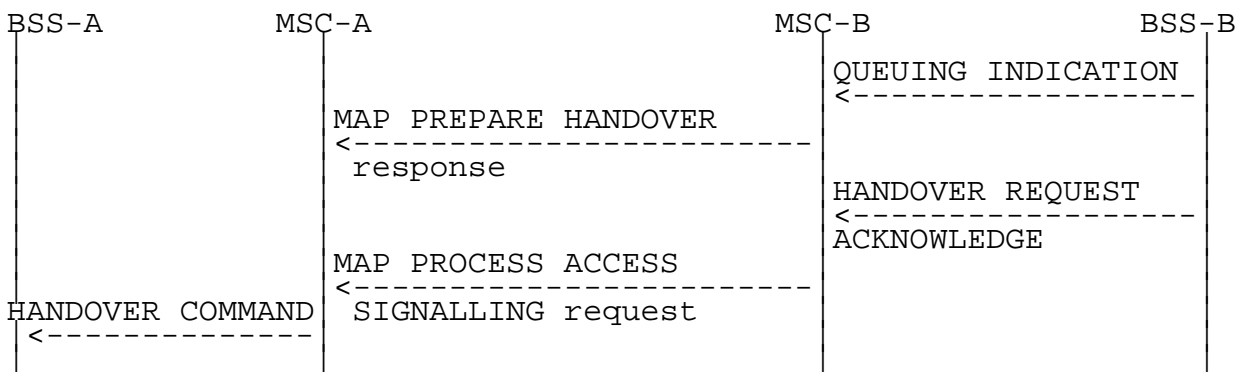 BSS-A MSC-A MSC-B BSS-B
QUEUING INDICATION
MAP PREPARE HANDOVER
response
HANDOVER REQUEST
ACKNOWLEDGE
MAP PROCESS ACCESS
HANDOVER COMMAND SIGNALLING request